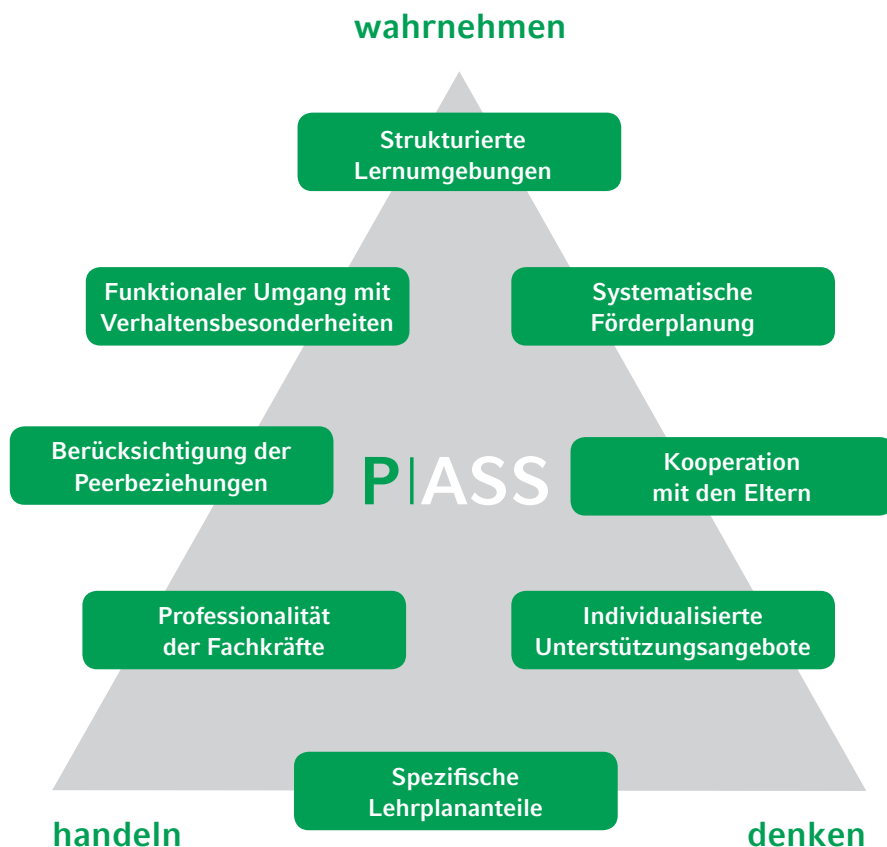 wahrnehmen
Strukturierte
Lernumgebungen
Funktionaler Umgang mit
Verhaltensbesonderheiten
Systematische
Förderplanung
Berücksichtigung der
Peerbeziehungen
P|ASS
Kooperation
mit den Eltern
Professionalität
der Fachkräfte
Individualisierte
Unterstützungsangebote
Spezifische
Lehrplananteile
handeln
denken